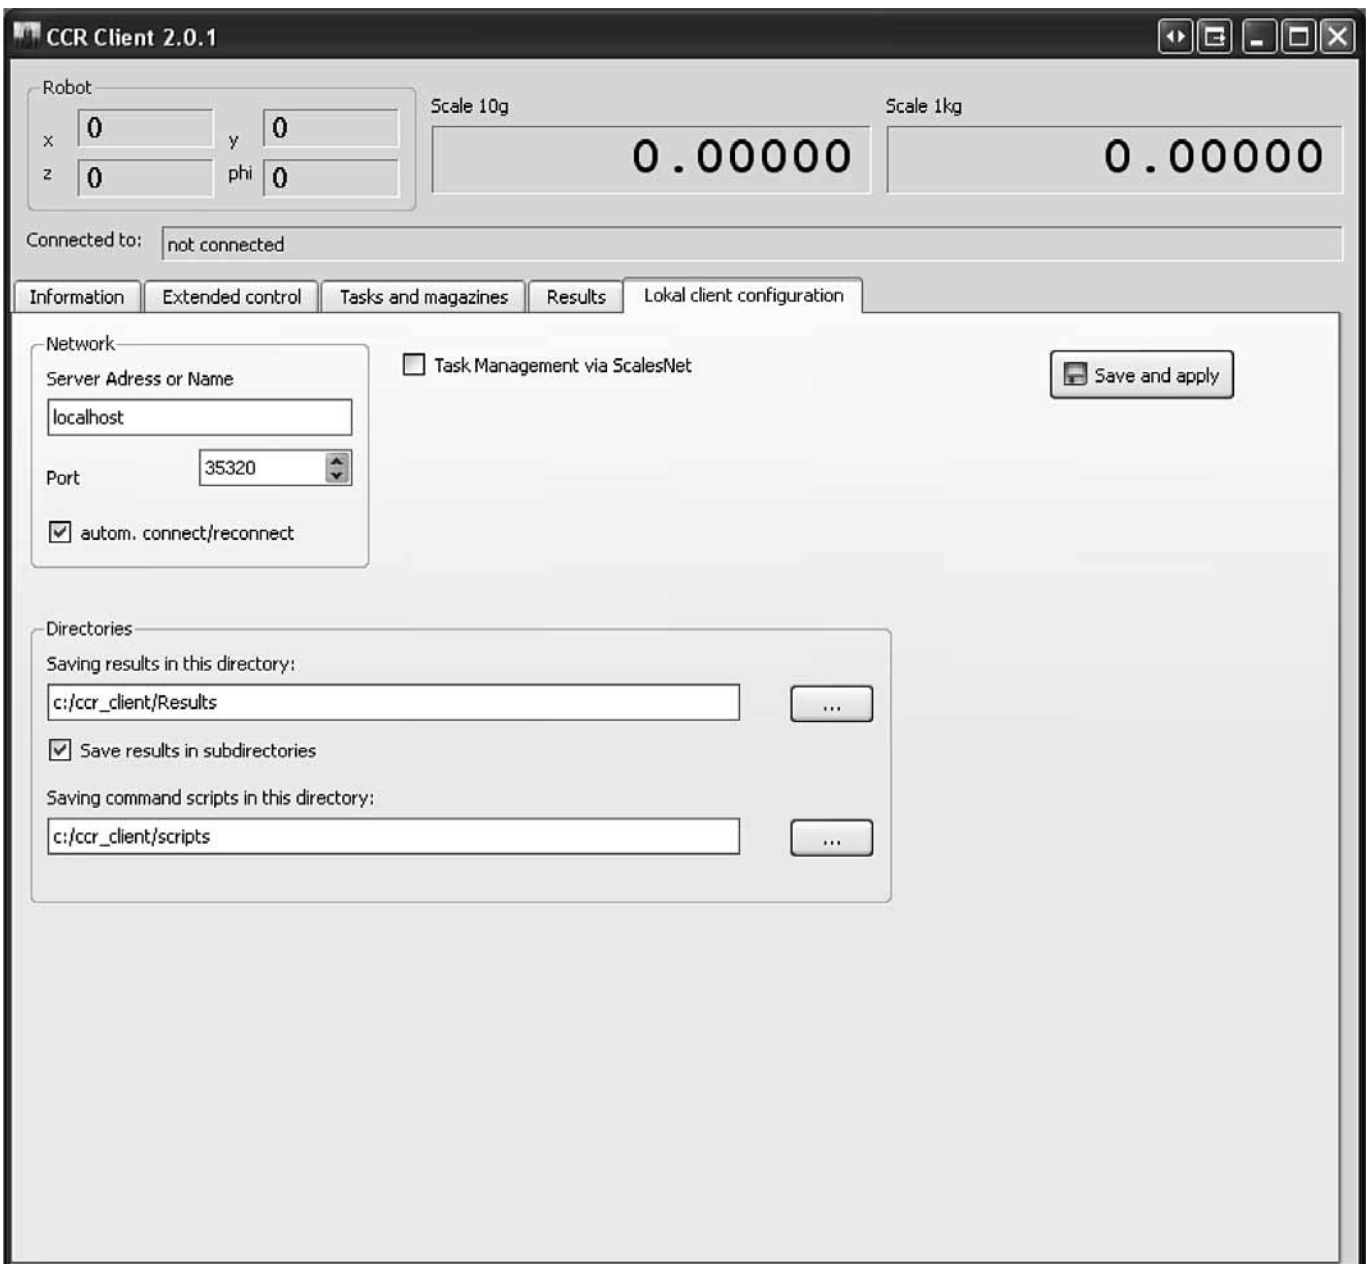 CCR Client 2.0.1
Robot
x 0 y 0
z 0 phi 0
Scale 10g
0.00000
Scale 1kg
0.00000
Connected to: not connected
Information Extended control Tasks and magazines Results Lokal client configuration
Network
Server Adress or Name
localhost
Port 35320
autom. connect/reconnect
Task Management via ScalesNet
Save and apply
Directories
Saving results in this directory:
c:/ccr_client/Results ...
Save results in subdirectories
Saving command scripts in this directory:
c:/ccr_client/scripts ...